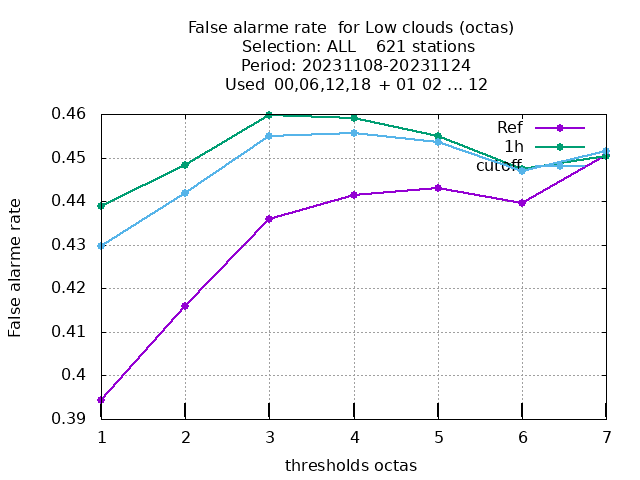 False alarme rate  for Low clouds (octas)
Selection: ALL    621 stations
Period: 20231108-20231124
Used  00,06,12,18  + 01 02 ... 12
Ref
1h
cutoff
0.46
0.45
0.44
0.43
0.42
0.41
0.4
0.39
False alarme rate
1 2 3 4 5 6 7
thresholds octas